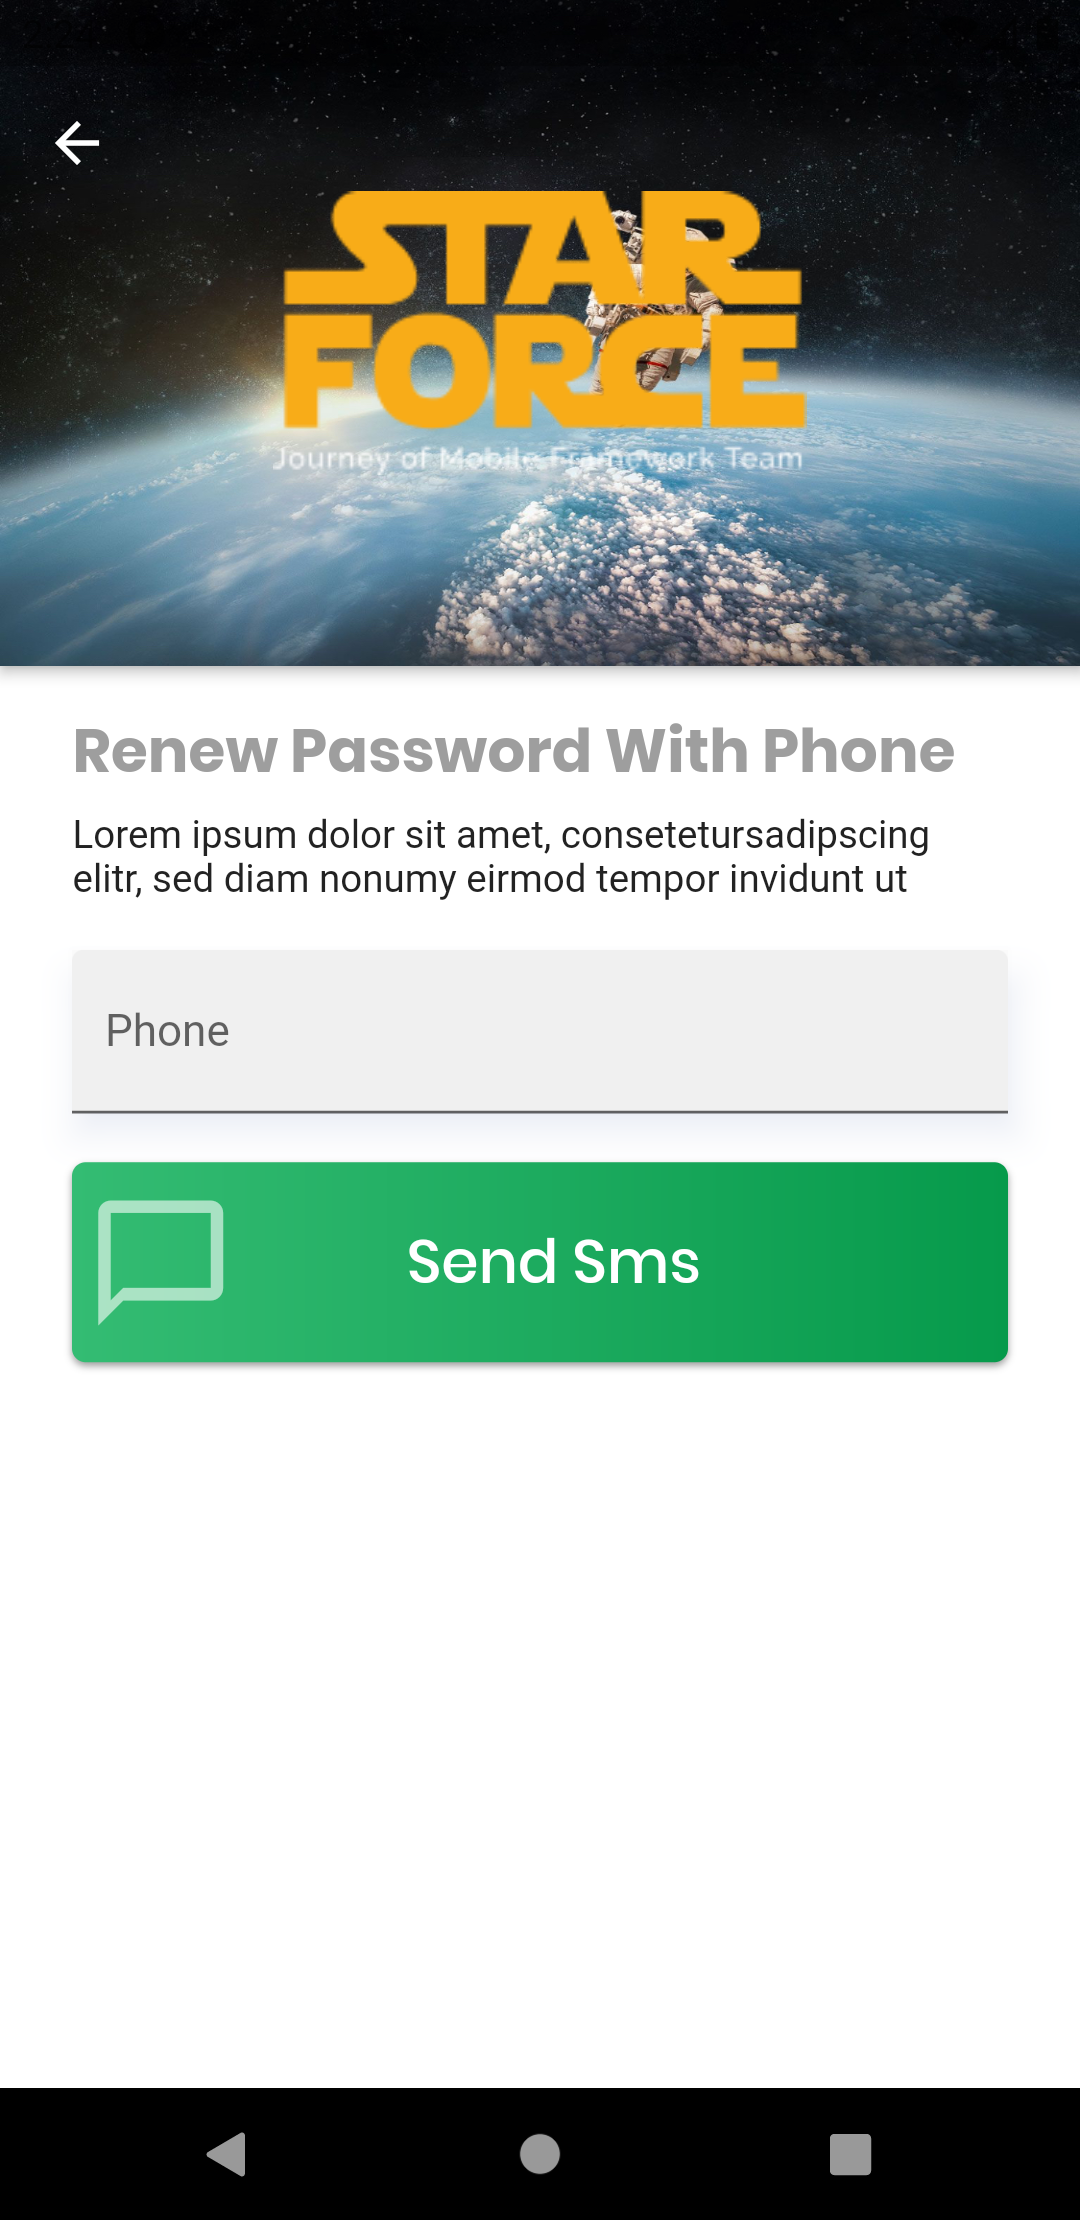 STAR
FORCE
Journey of Mobile Framework Team
Renew Password With Phone
Lorem ipsum dolor sit amet, consetetursadipscing
elitr, sed diam nonumy eirmod tempor invidunt ut
Phone
Send Sms